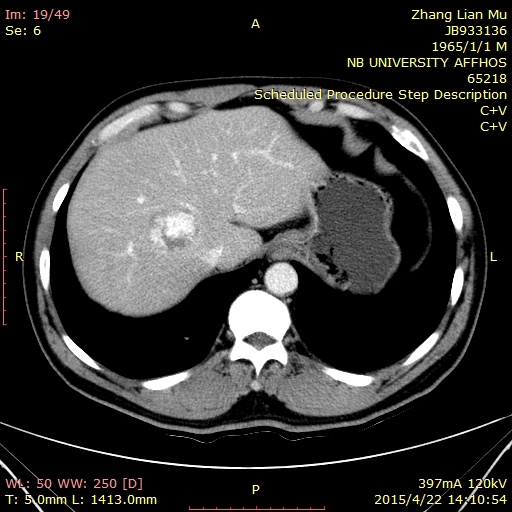 Im: 19/49
Se: 6
A
Zhang Lian Mu
JB933136
1965/1/1 M
NB UNIVERSITY AFFHOS
65218
Scheduled Procedure Step Description
C+V
C+V
R
L
WL: 50 WW: 250 [D]
T: 5.0mm L: 1413.0mm
P
397mA 120kV
2015/4/22 14:10:54